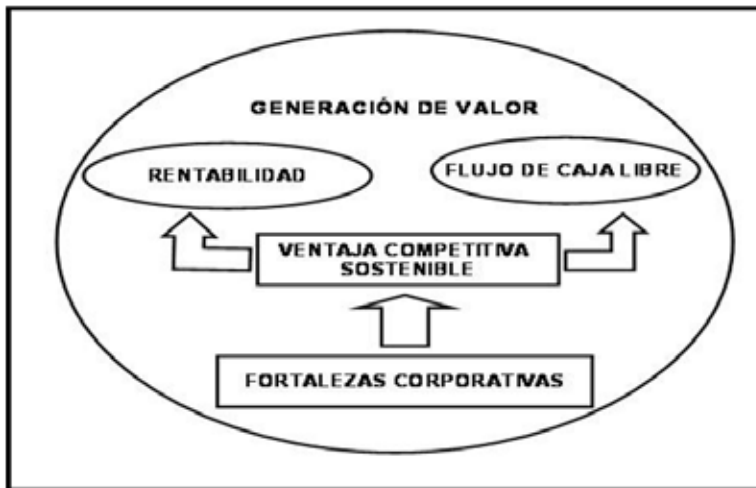 GENERACIÓN DE VALOR
RENTABILIDAD
FLUJO DE CAJA LIBRE
VENTAJA COMPETITIVA
SOSTENIBLE
FORTALEZAS CORPORATIVAS